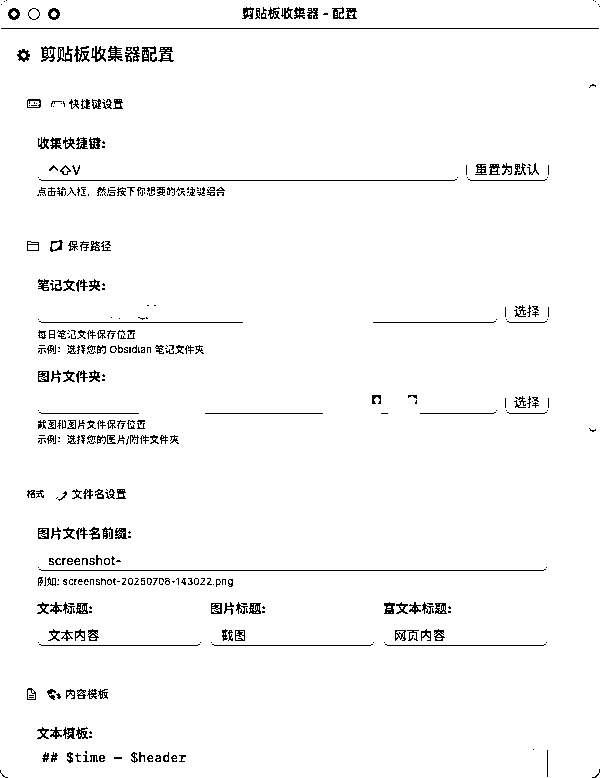 剪贴板收集器 - 配置
剪贴板收集器配置
快捷键设置
收集快捷键:
^⇧V
重置为默认
点击输入框，然后按下你想要的快捷键组合
保存路径
笔记文件夹:
选择
每日笔记文件保存位置
示例：选择您的 Obsidian 笔记文件夹
图片文件夹:
选择
截图和图片文件保存位置
示例：选择您的图片/附件文件夹
格式 文件名设置
图片文件名前缀:
screenshot-
例如: screenshot-20250708-143022.png
文本标题: 图片标题: 富文本标题:
文本内容 截图 网页内容
内容模板
文本模板:
## $time — $header